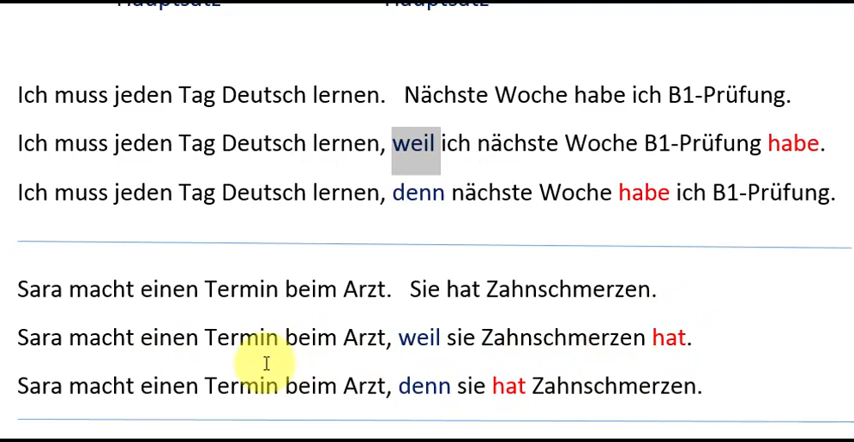 Hauptsatz Hauptsatz
Ich muss jeden Tag Deutsch lernen. Nächste Woche habe ich B1-Prüfung.
Ich muss jeden Tag Deutsch lernen, weil ich nächste Woche B1-Prüfung habe.
Ich muss jeden Tag Deutsch lernen, denn nächste Woche habe ich B1-Prüfung.
Sara macht einen Termin beim Arzt. Sie hat Zahnschmerzen.
Sara macht einen Termin beim Arzt, weil sie Zahnschmerzen hat.
Sara macht einen Termin beim Arzt, denn sie hat Zahnschmerzen.